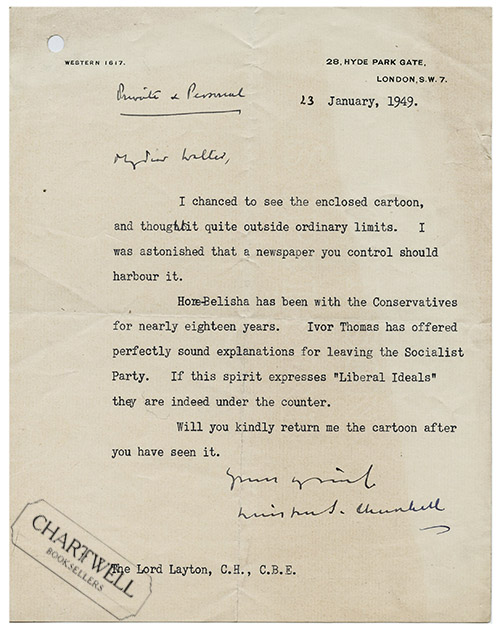 WESTERN 1617.
28, HYDE PARK GATE,
LONDON, S.W. 7.
Private & Personal
23 January, 1949.
My dear Walter,
I chanced to see the enclosed cartoon,
and thought it quite outside ordinary limits. I
was astonished that a newspaper you control should
harbour it.
Hore-Belisha has been with the Conservatives
for nearly eighteen years. Ivor Thomas has offered
perfectly sound explanations for leaving the Socialist
Party. If this spirit expresses "Liberal Ideals"
they are indeed under the counter.
Will you kindly return me the cartoon after
you have seen it.
Yours
Winston S. Churchill
The Lord Layton, C.H., C.B.E.
CHARTWELL
BOOKSELLERS